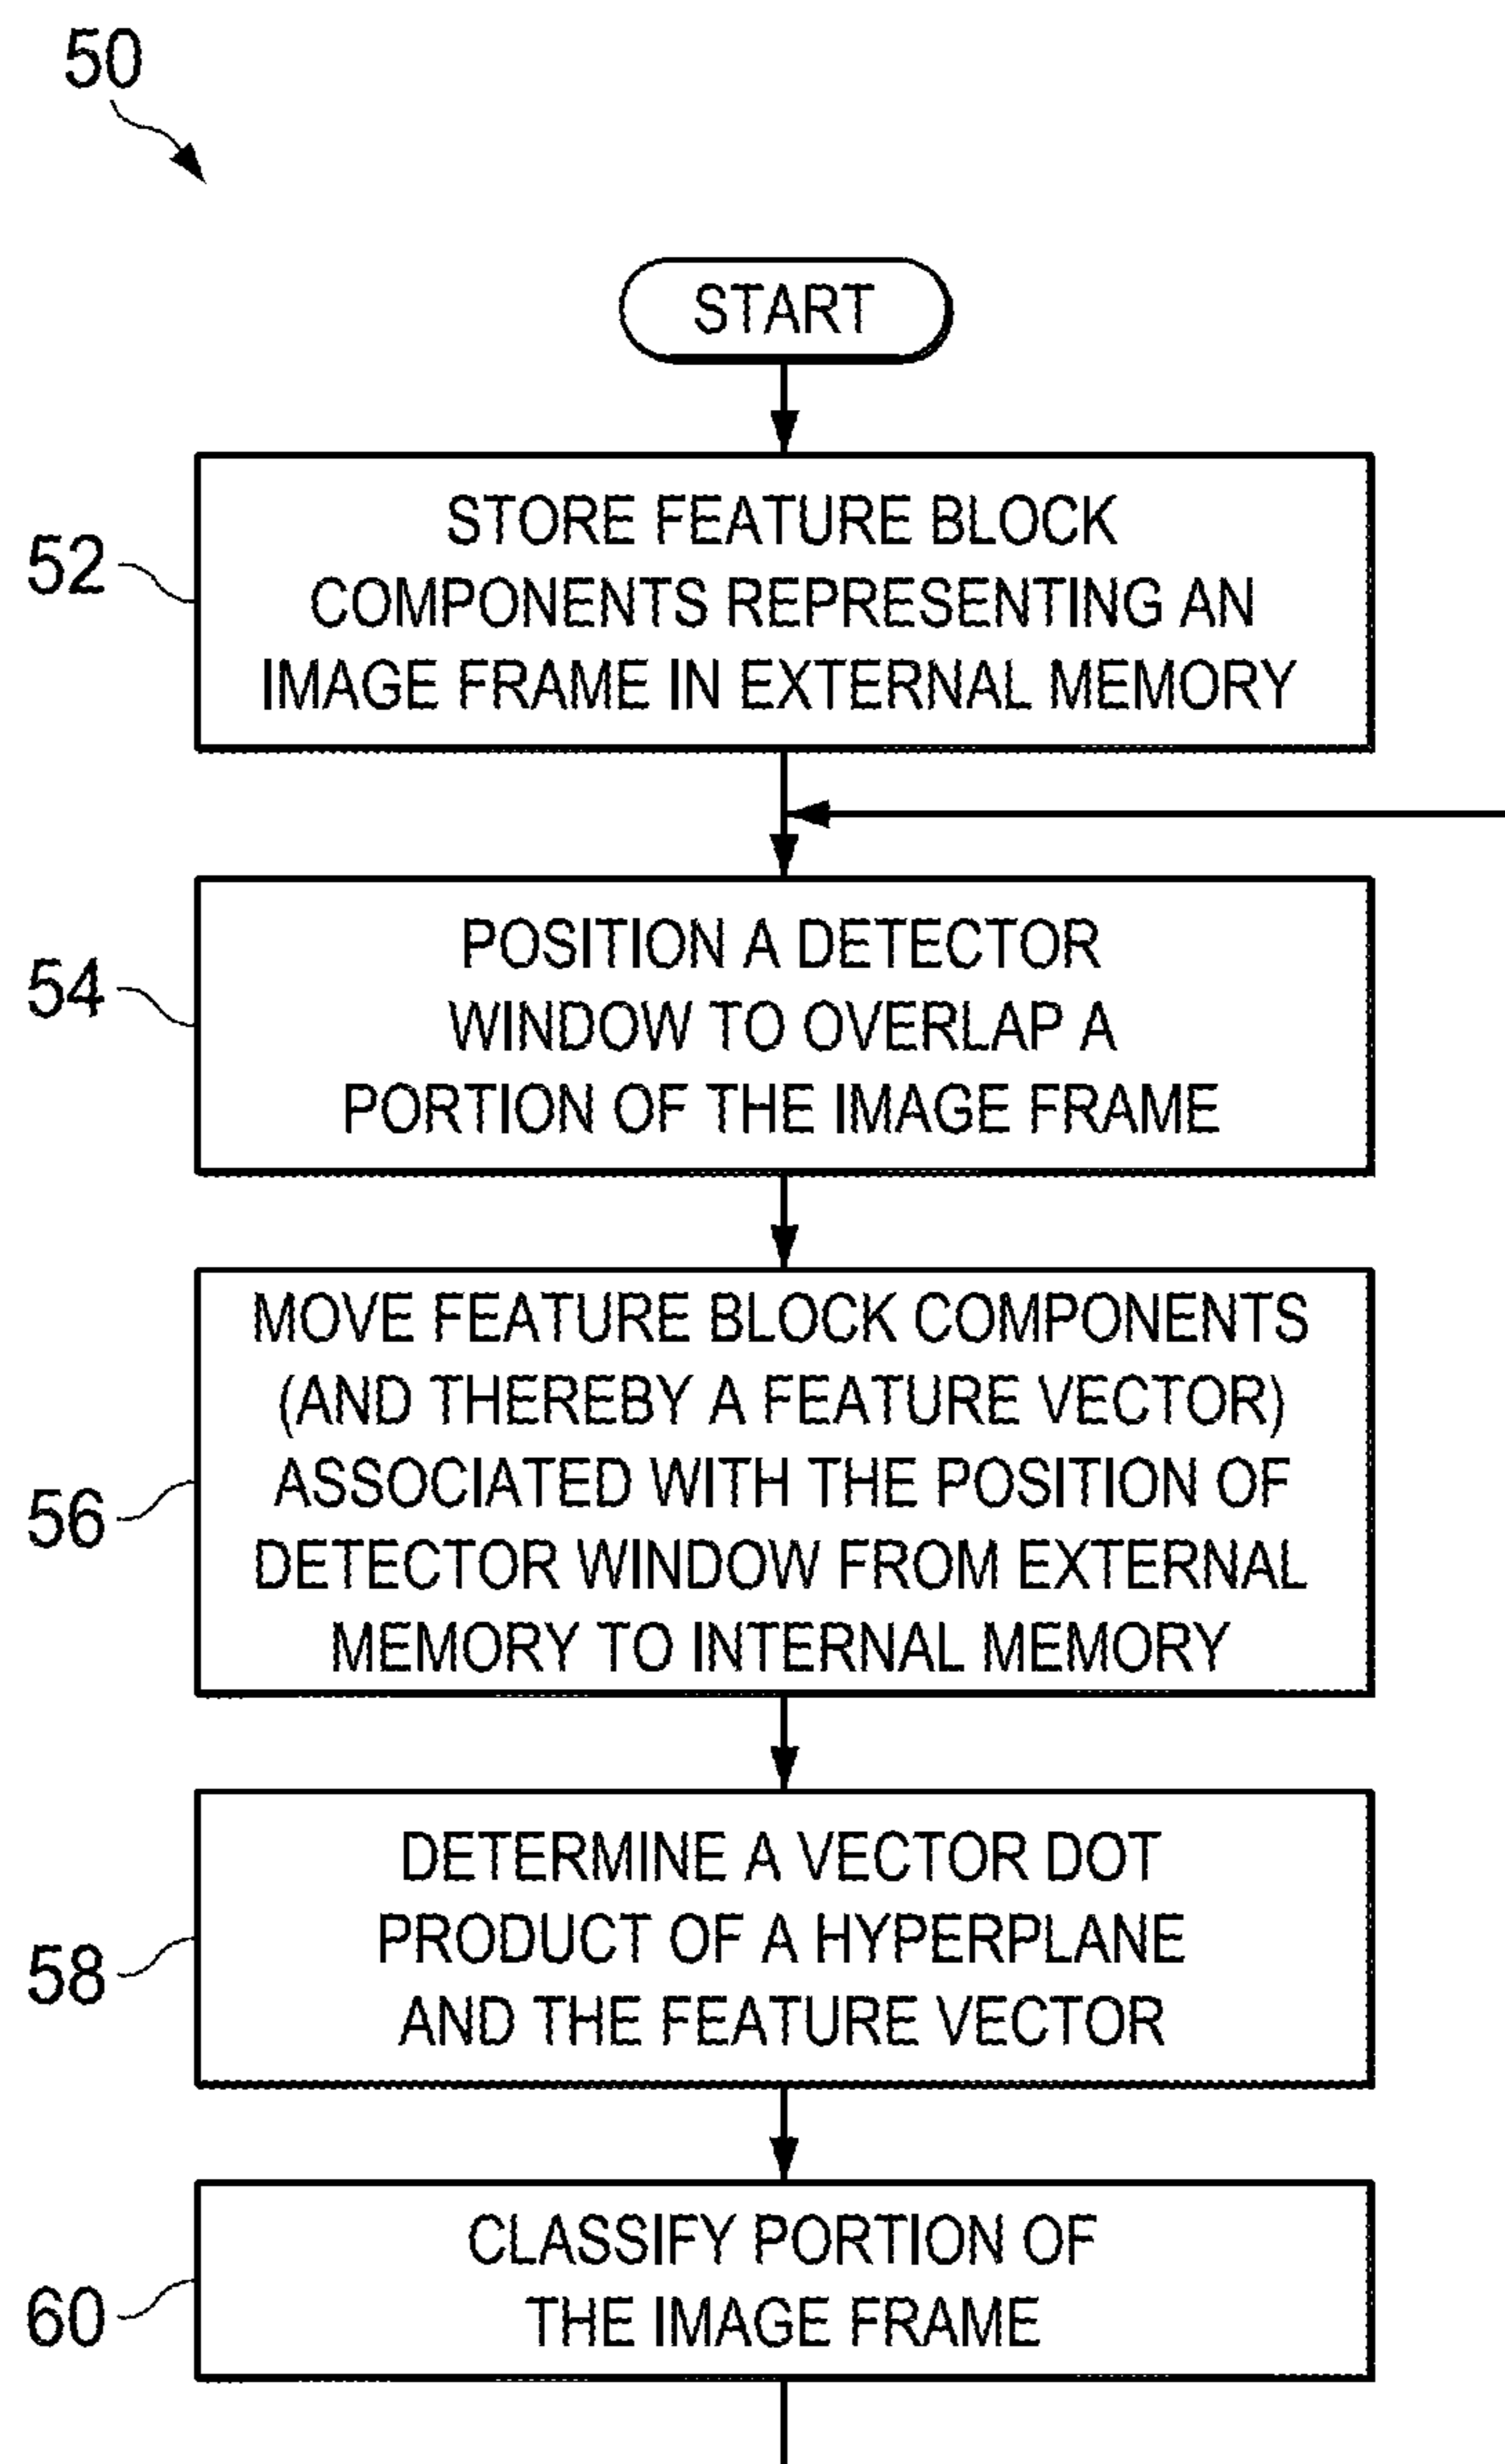 50
START
52
STORE FEATURE BLOCK
COMPONENTS REPRESENTING AN
IMAGE FRAME IN EXTERNAL MEMORY
54
POSITION A DETECTOR
WINDOW TO OVERLAP A
PORTION OF THE IMAGE FRAME
56
MOVE FEATURE BLOCK COMPONENTS
(AND THEREBY A FEATURE VECTOR)
ASSOCIATED WITH THE POSITION OF
DETECTOR WINDOW FROM EXTERNAL
MEMORY TO INTERNAL MEMORY
58
DETERMINE A VECTOR DOT
PRODUCT OF A HYPERPLANE
AND THE FEATURE VECTOR
60
CLASSIFY PORTION OF
THE IMAGE FRAME